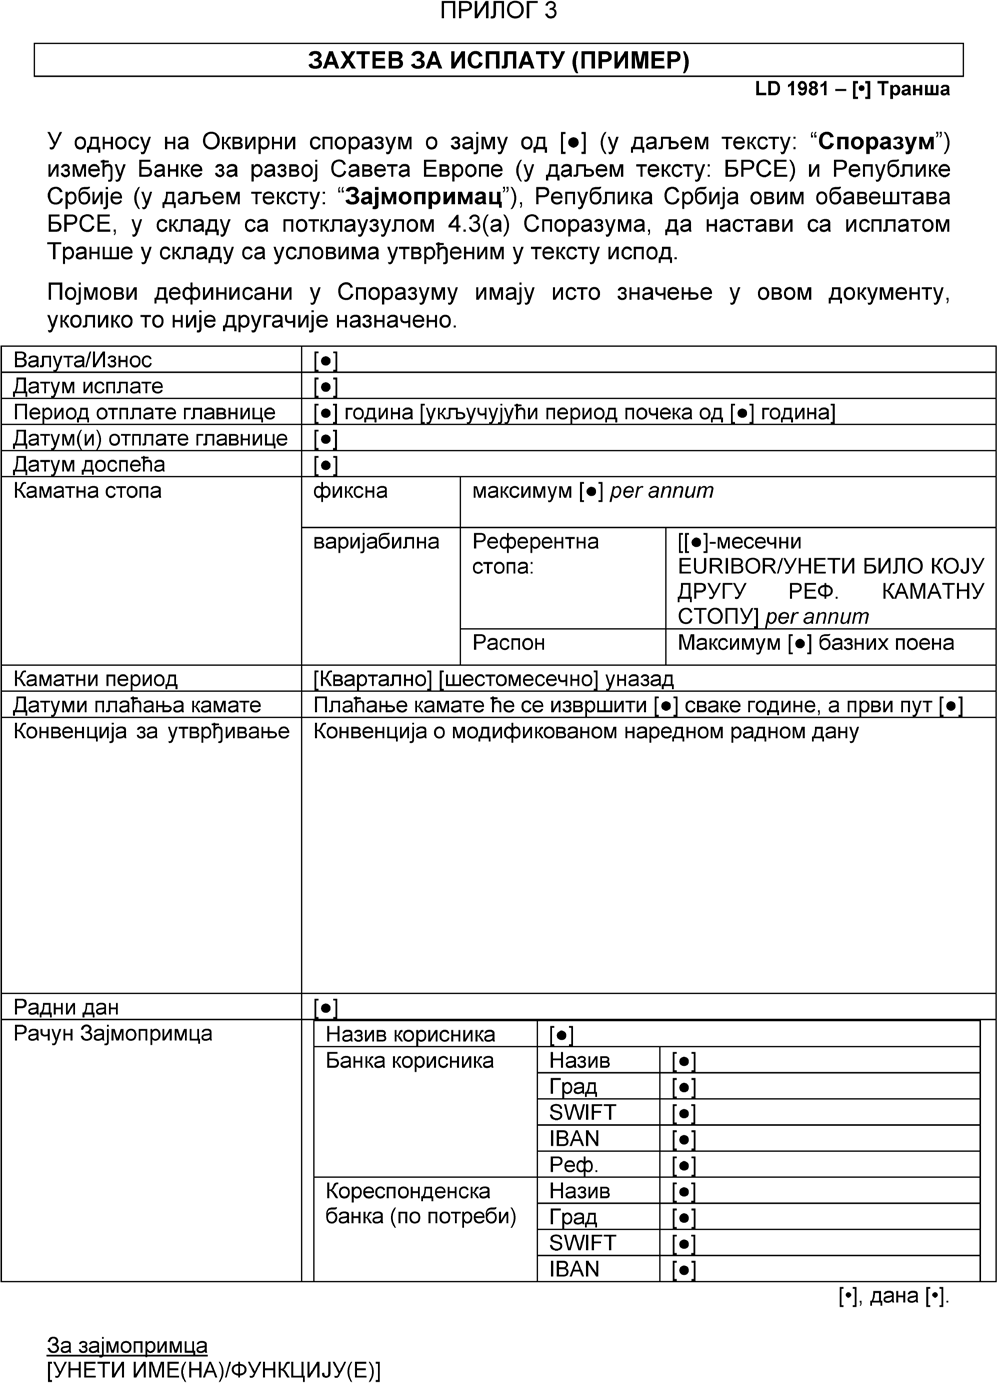 ПРИЛОГ 3
ЗАХТЕВ ЗА ИСПЛАТУ (ПРИМЕР)
LD 1981 – [•] Транша
У односу на Оквирни споразум о зајму од [●] (у даљем тексту: “Споразум”)
између Банке за развој Савета Европе (у даљем тексту: БРСЕ) и Републике
Србије (у даљем тексту: “Зајмопримац”), Република Србија овим обавештава
БРСЕ, у складу са потклаузулом 4.3(а) Споразума, да настави са исплатом
Транше у складу са условима утврђеним у тексту испод.
Појмови дефинисани у Споразуму имају исто значење у овом документу,
уколико то није другачије назначено.
Валута/Износ [●]
Датум исплате [●]
Период отплате главнице [●] година [укључујући период почека од [●] година]
Датум(и) отплате главнице [●]
Датум доспећа [●]
Каматна стопа фиксна максимум [●] per annum
варијабилна Референтна [[●]-месечни
стопа: EURIBOR/УНЕТИ БИЛО КОЈУ
ДРУГУ РЕФ. КАМАТНУ
СТОПУ] per annum
Распон Максимум [●] базних поена
Каматни период [Квартално] [шестомесечно] уназад
Датуми плаћања камате Плаћање камате ће се извршити [●] сваке године, а први пут [●]
Конвенција за утврђивање Конвенција о модификованом наредном радном дану
Радни дан [●]
Рачун Зајмопримца Назив корисника [●]
Банка корисника Назив [●]
Град [●]
SWIFT [●]
IBAN [●]
Реф. [●]
Кореспонденска Назив [●]
банка (по потреби) Град [●]
SWIFT [●]
IBAN [●]
[•], дана [•].
За зајмопримца
[УНЕТИ ИМЕ(НА)/ФУНКЦИЈУ(Е)]